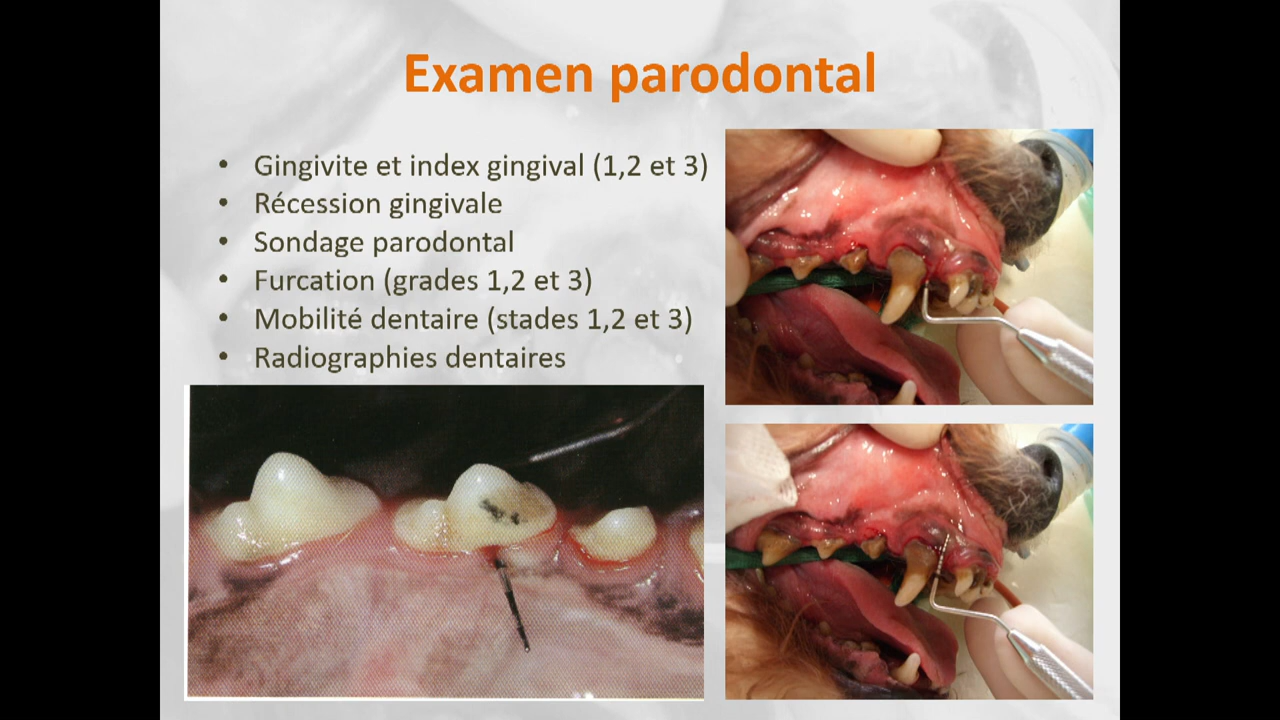 Examen parodontal
• Gingivite et index gingival (1,2 et 3)
• Récession gingivale
• Sondage parodontal
• Furcation (grades 1,2 et 3)
• Mobilité dentaire (stades 1,2 et 3)
• Radiographies dentaires